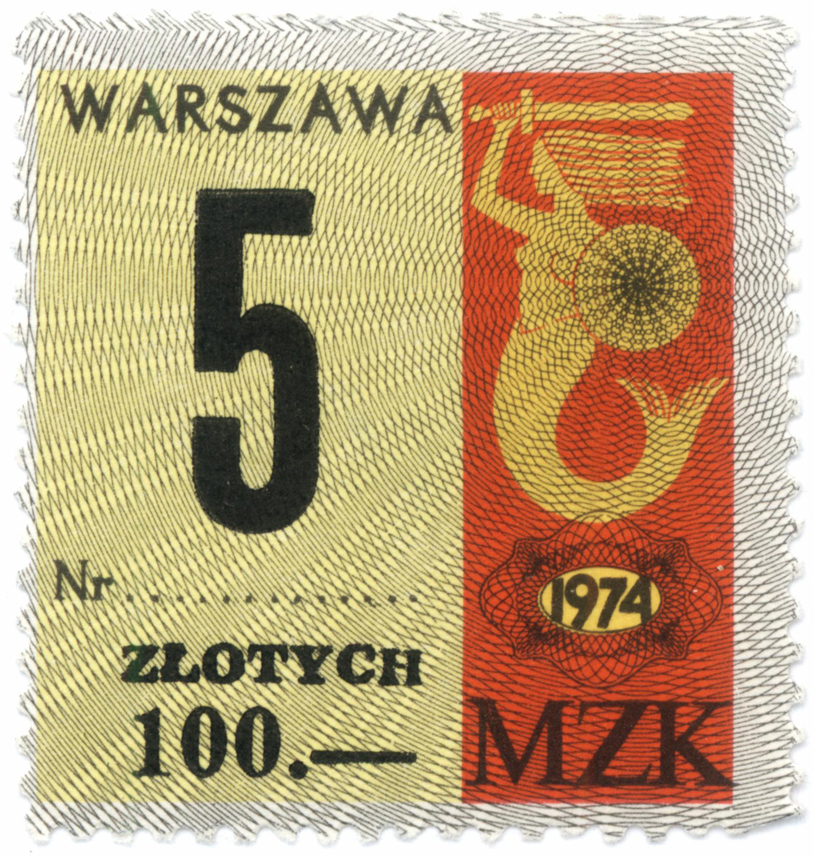 WARSZAWA
5
Nr..............
ZŁOTYCH
100.—
1974
MZK